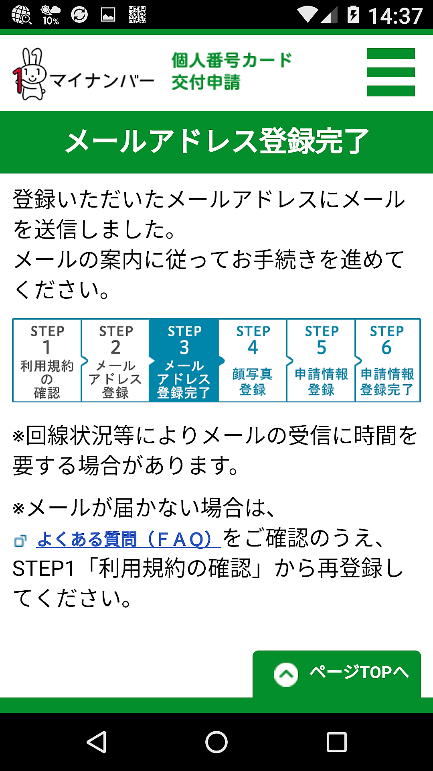 10%
14:37
マイナンバー
個人番号カード
交付申請
メールアドレス登録完了
登録いただいたメールアドレスにメール
を送信しました。
メールの案内に従ってお手続きを進めて
ください。
STEP
1
利用規約
の
確認
STEP
2
メール
アドレス
登録
STEP
3
メール
アドレス
登録完了
STEP
4
顔写真
登録
STEP
5
申請情報
登録
STEP
6
申請情報
登録完了
※回線状況等によりメールの受信に時間を
要する場合があります。
※メールが届かない場合は、
よくある質問（ＦＡＱ）をご確認のうえ、
STEP1「利用規約の確認」から再登録し
てください。
ページTOPへ